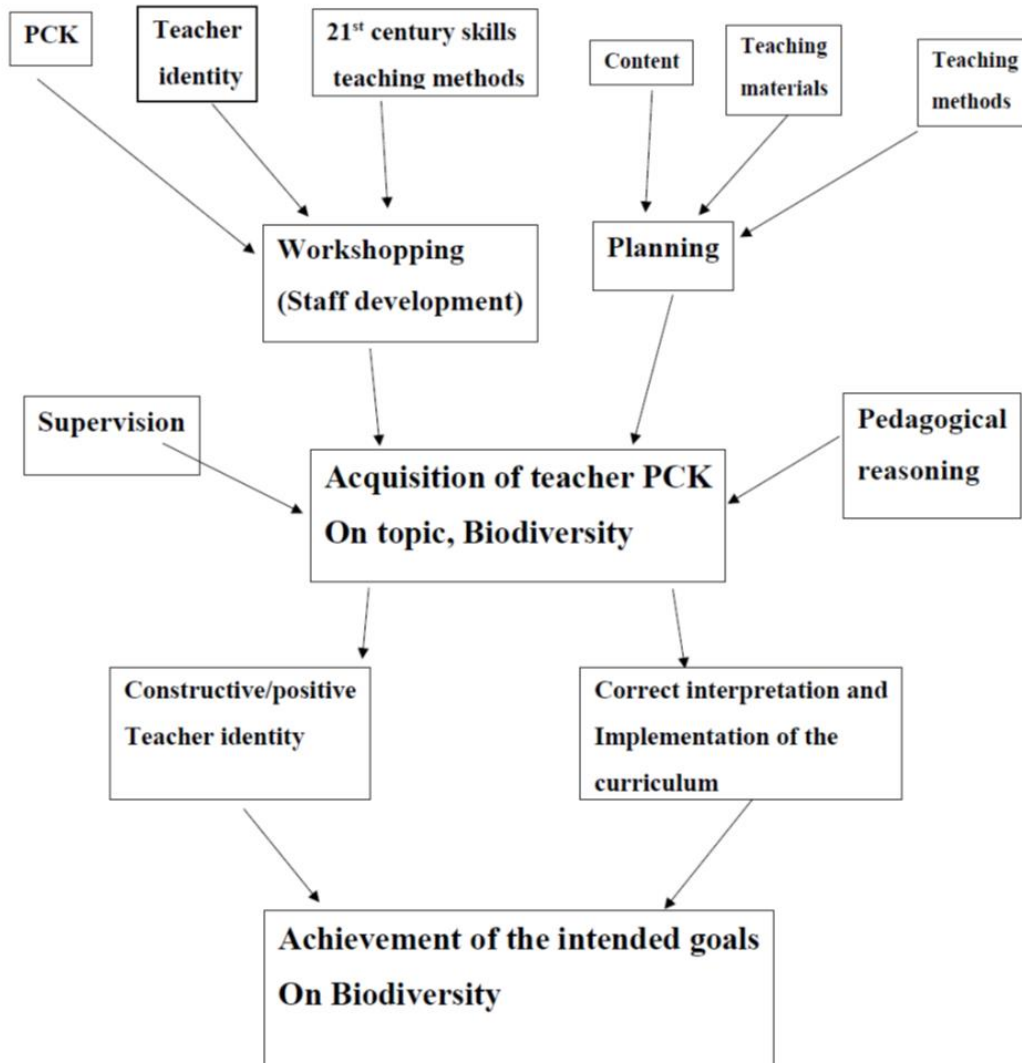 PCK
Teacher
identity
21st century skills
teaching methods
Content
Teaching
materials
Teaching
methods
Workshopping
(Staff development)
Planning
Supervision
Pedagogical
reasoning
Acquisition of teacher PCK
On topic, Biodiversity
Constructive/positive
Teacher identity
Correct interpretation and
Implementation of the
curriculum
Achievement of the intended goals
On Biodiversity